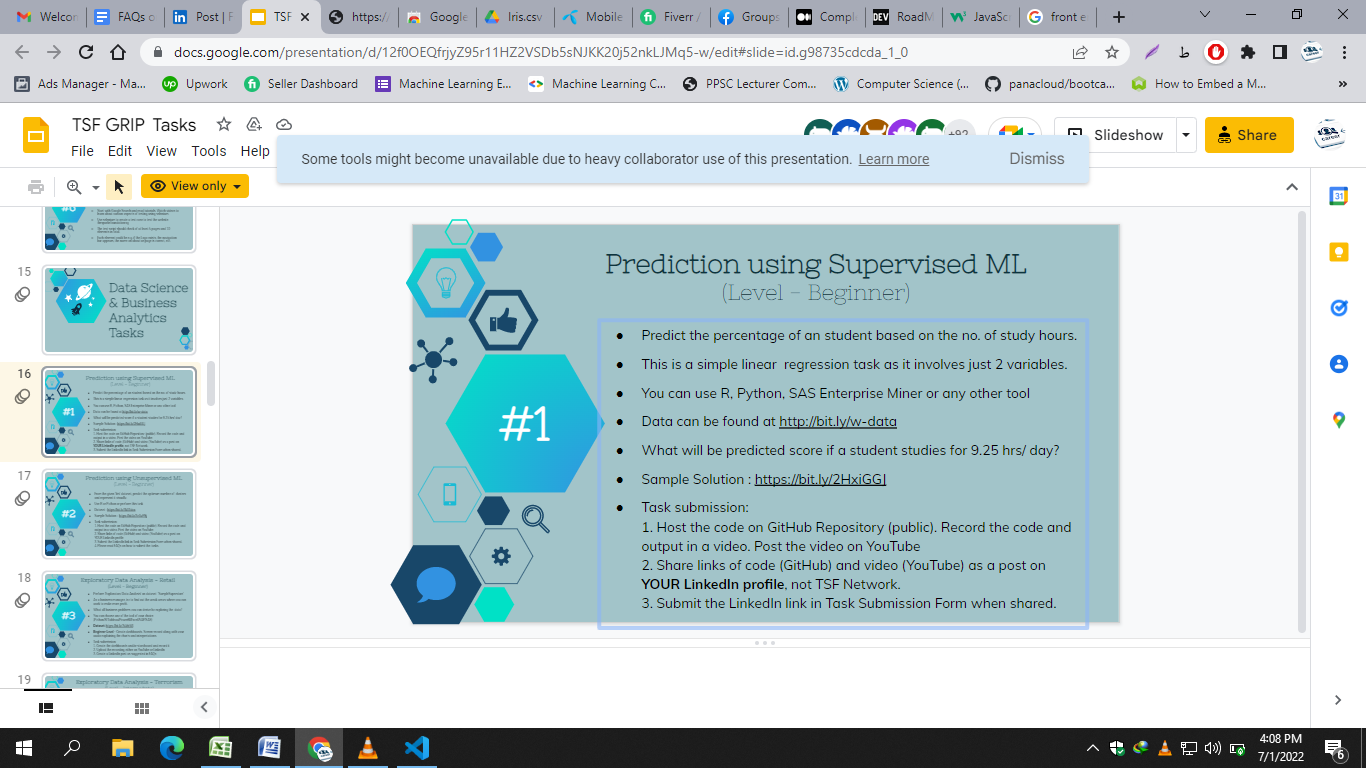 Welcon
FAQs o
Post | F
TSF
https:/
Google
Iris.csv
Mobile
Fiverr /
Groups
Compl
RoadM
JavaSc
front e
docs.google.com/presentation/d/12f0OEQfrjyZ95r11HZ2VSDb5sNJKK20j52nkLJMq5-w/edit#slide=id.g98735cdcda_1_0
Ads Manager - Ma...
Upwork
Seller Dashboard
Machine Learning E...
Machine Learning C...
PPSC Lecturer Com...
Computer Science (...
panacloud/bootca...
How to Embed a M...
TSF GRIP Tasks
File Edit View Tools Help
+92
Slideshow
Share
Some tools might become unavailable due to heavy collaborator use of this presentation. Learn more
Dismiss
View only
15
Data Science
& Business
Analytics
Tasks
16
Prediction using Supervised ML
(Level - Beginner)
#1
17
Prediction using Unsupervised ML
(Level - Beginner)
#2
18
Exploratory Data Analysis - Retail
(Level - Beginner)
#3
19
Exploratory Data Analysis - Terrorism
Prediction using Supervised ML
(Level - Beginner)
#1
● Predict the percentage of an student based on the no. of study hours.
● This is a simple linear regression task as it involves just 2 variables.
● You can use R, Python, SAS Enterprise Miner or any other tool
● Data can be found at http://bit.ly/w-data
● What will be predicted score if a student studies for 9.25 hrs/ day?
● Sample Solution : https://bit.ly/2HxiGGJ
● Task submission:
1. Host the code on GitHub Repository (public). Record the code and
output in a video. Post the video on YouTube
2. Share links of code (GitHub) and video (YouTube) as a post on
YOUR LinkedIn profile, not TSF Network.
3. Submit the LinkedIn link in Task Submission Form when shared.
4:08 PM
7/1/2022
6